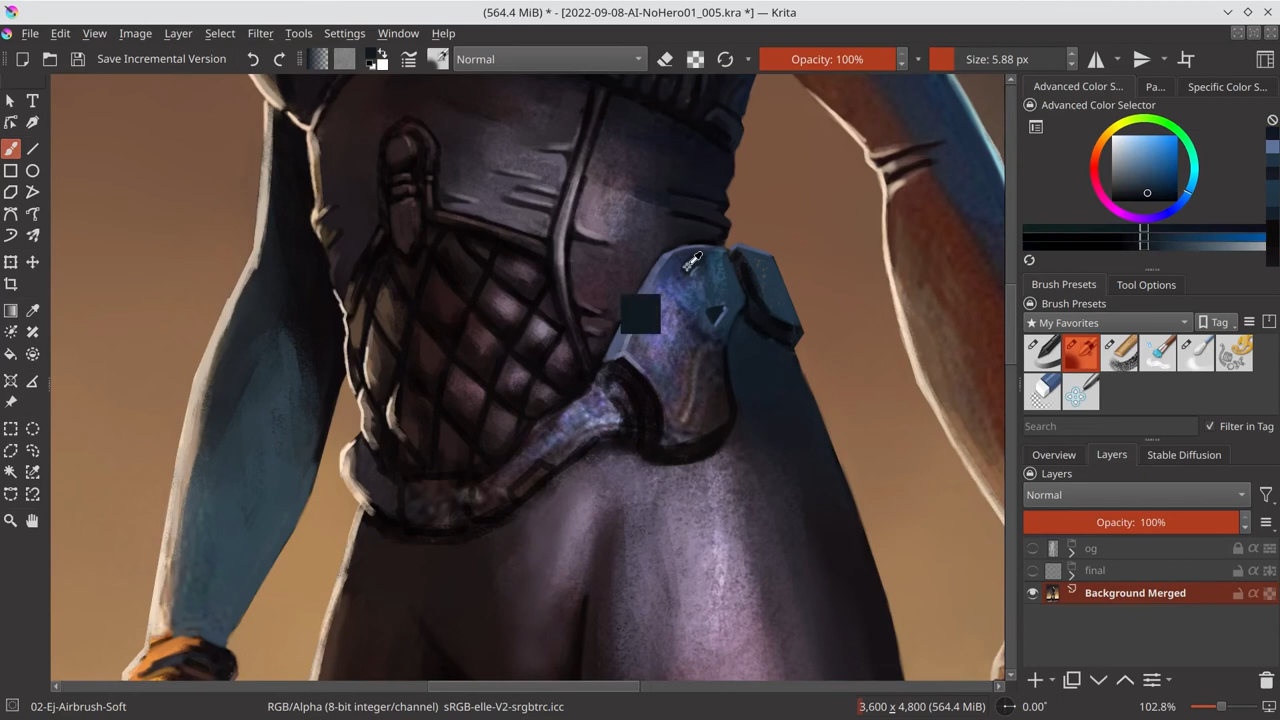 (564.4 MiB) * - [2022-09-08-AI-NoHero01_005.kra *] — Krita
File Edit View Image Layer Select Filter Tools Settings Window Help
Save Incremental Version Normal Opacity: 100% Size: 5.88 px
Advanced Color S... Pa... Specific Color S...
Advanced Color Selector
Brush Presets Tool Options
Brush Presets
★ My Favorites Tag
Search Filter in Tag
Overview Layers Stable Diffusion
Layers
Normal
Opacity: 100%
og
final
Background Merged
02-Ej-Airbrush-Soft RGB/Alpha (8-bit integer/channel) sRGB-elle-V2-srgbtrc.icc 3,600 x 4,800 (564.4 MiB) 0.00° 102.8%